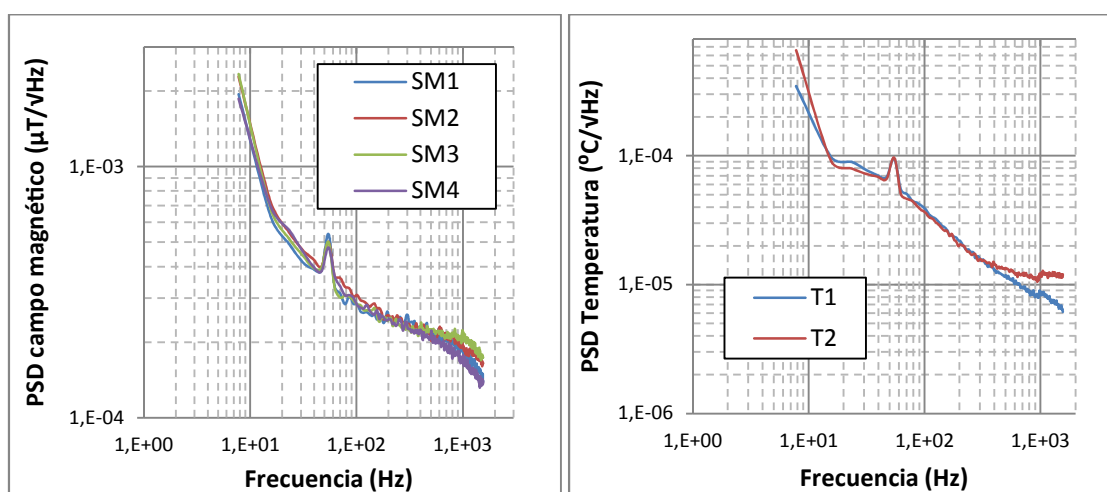 PSD campo magnético (µT/√Hz)
1,E-03
1,E-04
SM1
SM2
SM3
SM4
1,E+00 1,E+01 1,E+02 1,E+03
Frecuencia (Hz)
PSD Temperatura (ºC/√Hz)
1,E-04
1,E-05
1,E-06
T1
T2
1,E+00 1,E+01 1,E+02 1,E+03
Frecuencia (Hz)